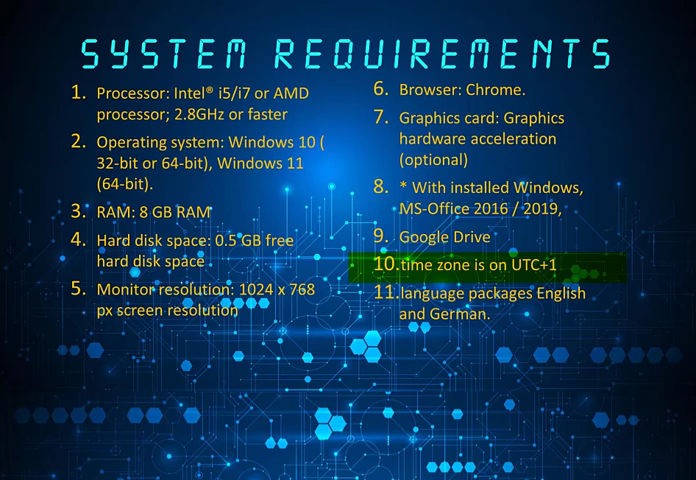 SYSTEM REQUIREMENTS
1. Processor: Intel® i5/i7 or AMD
processor; 2.8GHz or faster
2. Operating system: Windows 10 (
32-bit or 64-bit), Windows 11
(64-bit).
3. RAM: 8 GB RAM
4. Hard disk space: 0.5 GB free
hard disk space
5. Monitor resolution: 1024 x 768
px screen resolution
6. Browser: Chrome.
7. Graphics card: Graphics
hardware acceleration
(optional)
8. * With installed Windows,
MS-Office 2016 / 2019,
9. Google Drive
10.time zone is on UTC+1
11.language packages English
and German.